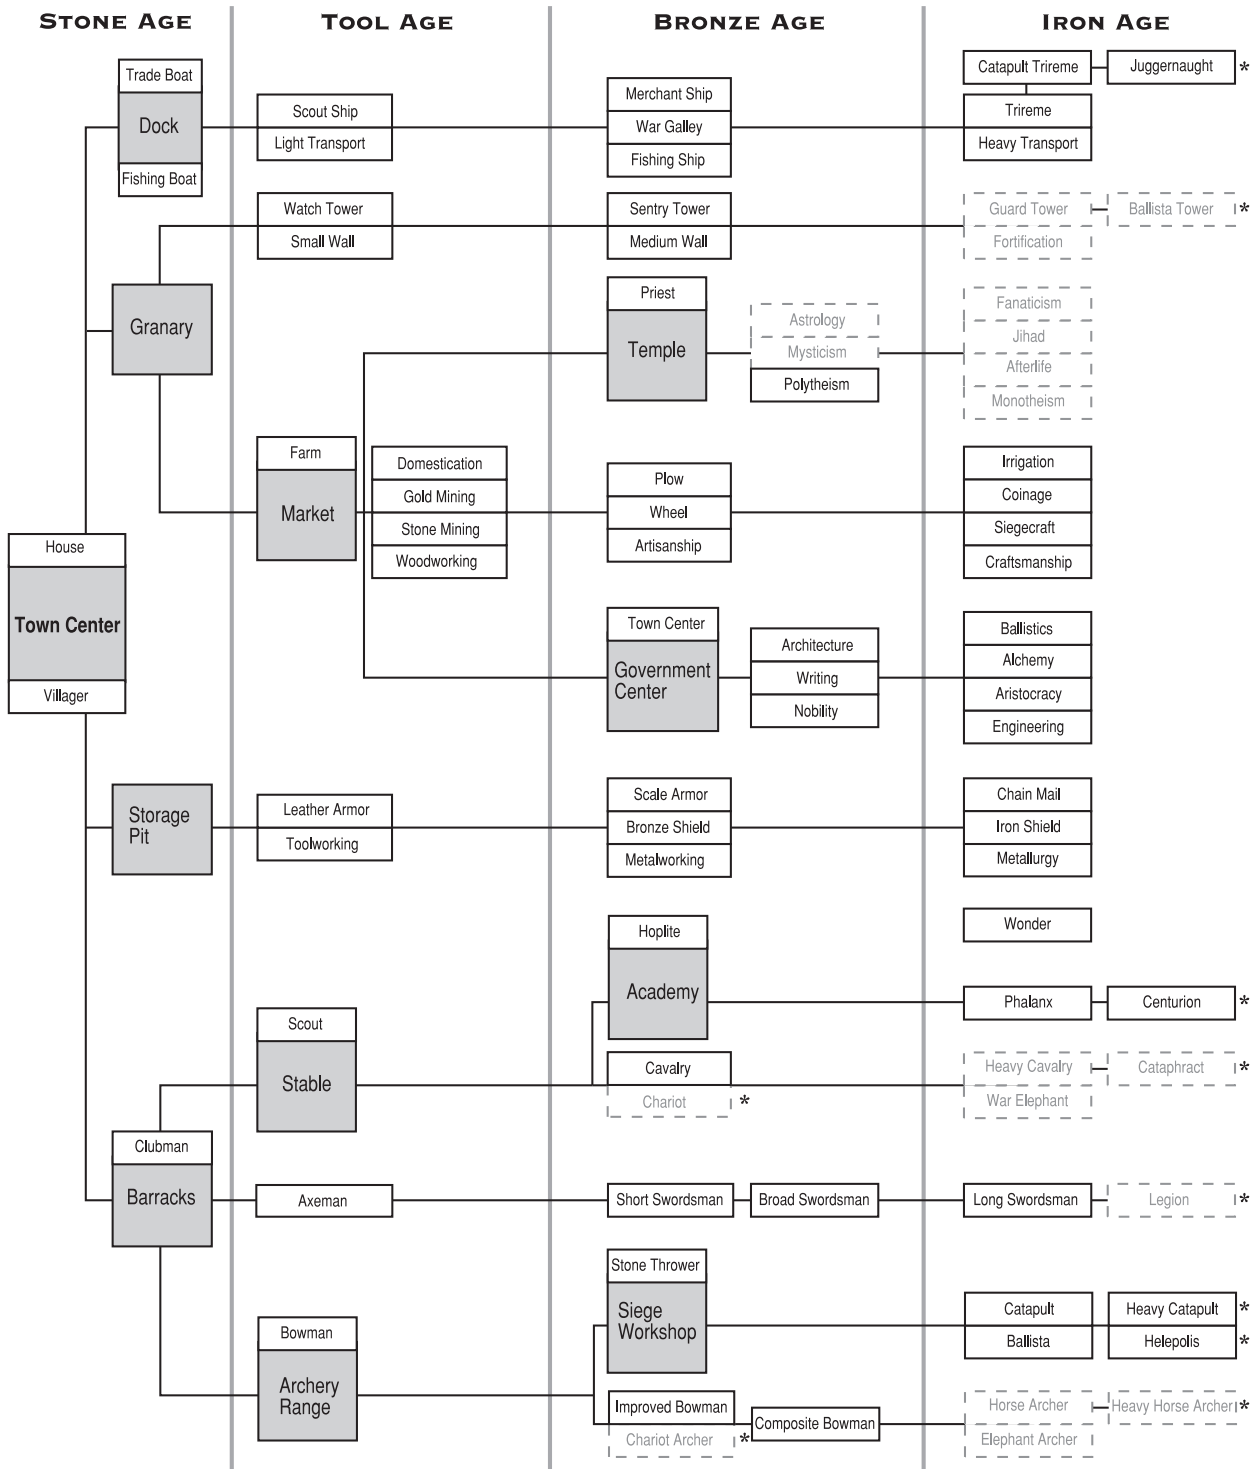 STONE AGE
TOOL AGE
BRONZE AGE
IRON AGE
Trade Boat
Dock
Fishing Boat
Scout Ship
Light Transport
Merchant Ship
War Galley
Fishing Ship
Catapult Trireme
Juggernaught *
Trireme
Heavy Transport
Watch Tower
Small Wall
Sentry Tower
Medium Wall
Guard Tower
Ballista Tower *
Fortification
Granary
Priest
Temple
Astrology
Mysticism
Polytheism
Fanaticism
Jihad
Afterlife
Monotheism
Farm
Market
Domestication
Gold Mining
Stone Mining
Woodworking
Plow
Wheel
Artisanship
Irrigation
Coinage
Siegecraft
Craftsmanship
House
Town Center
Villager
Town Center
Government
Center
Architecture
Writing
Nobility
Ballistics
Alchemy
Aristocracy
Engineering
Storage
Pit
Leather Armor
Toolworking
Scale Armor
Bronze Shield
Metalworking
Chain Mail
Iron Shield
Metallurgy
Wonder
Hoplite
Academy
Phalanx
Centurion *
Scout
Stable
Cavalry
Chariot *
Heavy Cavalry
Cataphract *
War Elephant
Clubman
Barracks
Axeman
Short Swordsman
Broad Swordsman
Long Swordsman
Legion *
Stone Thrower
Siege
Workshop
Catapult
Heavy Catapult *
Ballista
Helepolis *
Bowman
Archery
Range
Improved Bowman
Chariot Archer *
Composite Bowman
Horse Archer
Heavy Horse Archer *
Elephant Archer